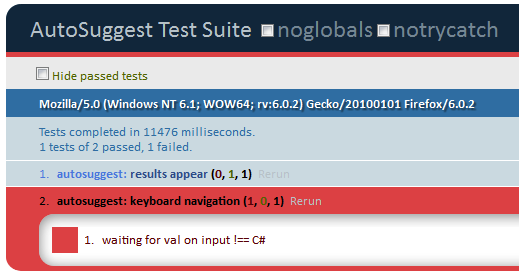 AutoSuggest Test Suite noglobals notrycatch
Hide passed tests
Mozilla/5.0 (Windows NT 6.1; WOW64; rv:6.0.2) Gecko/20100101 Firefox/6.0.2
Tests completed in 11476 milliseconds.
1 tests of 2 passed, 1 failed.
1. autosuggest: results appear (0, 1, 1) Rerun
2. autosuggest: keyboard navigation (1, 0, 1) Rerun
1. waiting for val on input !== C#